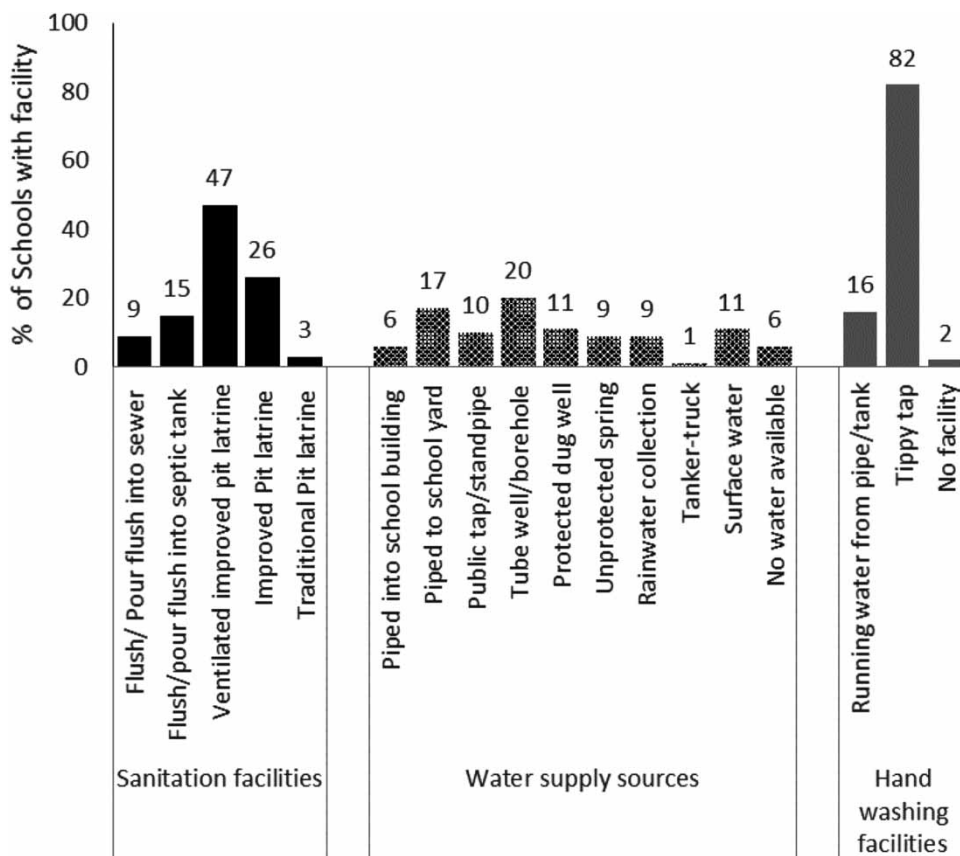 % of Schools with facility
100
80
60
40
20
0
9
15
47
26
3
6
17
10
20
11
9
9
1
11
6
16
82
2
Flush/ Pour flush into sewer
Flush/pour flush into septic tank
Ventilated improved pit latrine
Improved Pit latrine
Traditional Pit latrine
Piped into school building
Piped to school yard
Public tap/standpipe
Tube well/borehole
Protected dug well
Unprotected spring
Rainwater collection
Tanker-truck
Surface water
No water available
Running water from pipe/tank
Tippy tap
No facility
Sanitation facilities
Water supply sources
Hand
washing
facilities